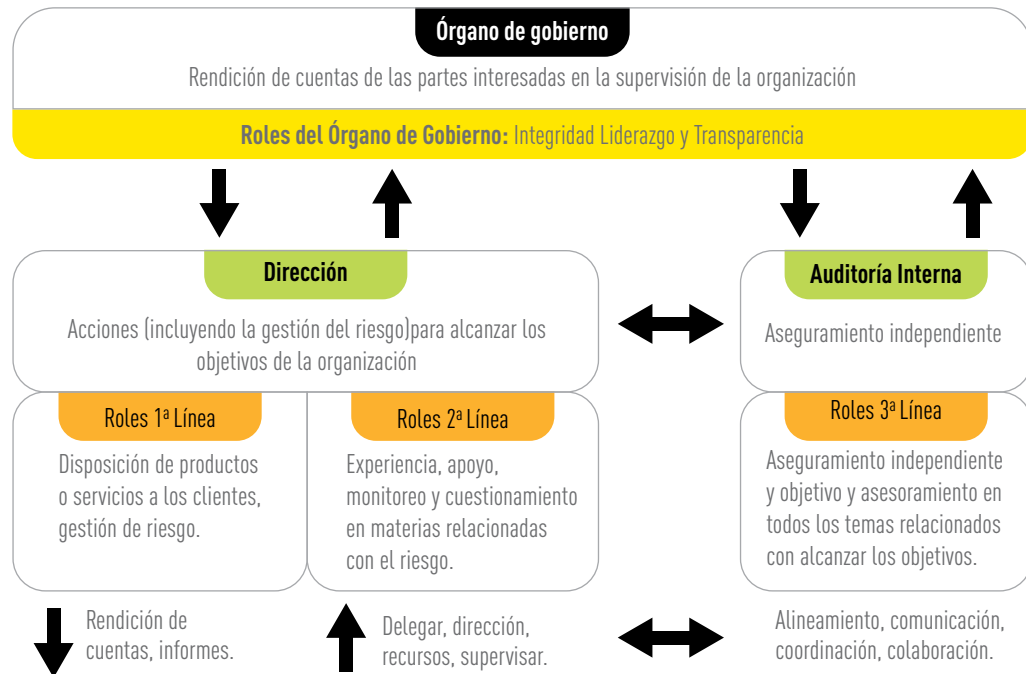 Órgano de gobierno
Rendición de cuentas de las partes interesadas en la supervisión de la organización
Roles del Órgano de Gobierno: Integridad Liderazgo y Transparencia
Dirección
Acciones (incluyendo la gestión del riesgo)para alcanzar los
objetivos de la organización
Auditoría Interna
Aseguramiento independiente
Roles 1ª Línea
Disposición de productos
o servicios a los clientes,
gestión de riesgo.
Roles 2ª Línea
Experiencia, apoyo,
monitoreo y cuestionamiento
en materias relacionadas
con el riesgo.
Roles 3ª Línea
Aseguramiento independiente
y objetivo y asesoramiento en
todos los temas relacionados
con alcanzar los objetivos.
Rendición de
cuentas, informes.
Delegar, dirección,
recursos, supervisar.
Alineamiento, comunicación,
coordinación, colaboración.